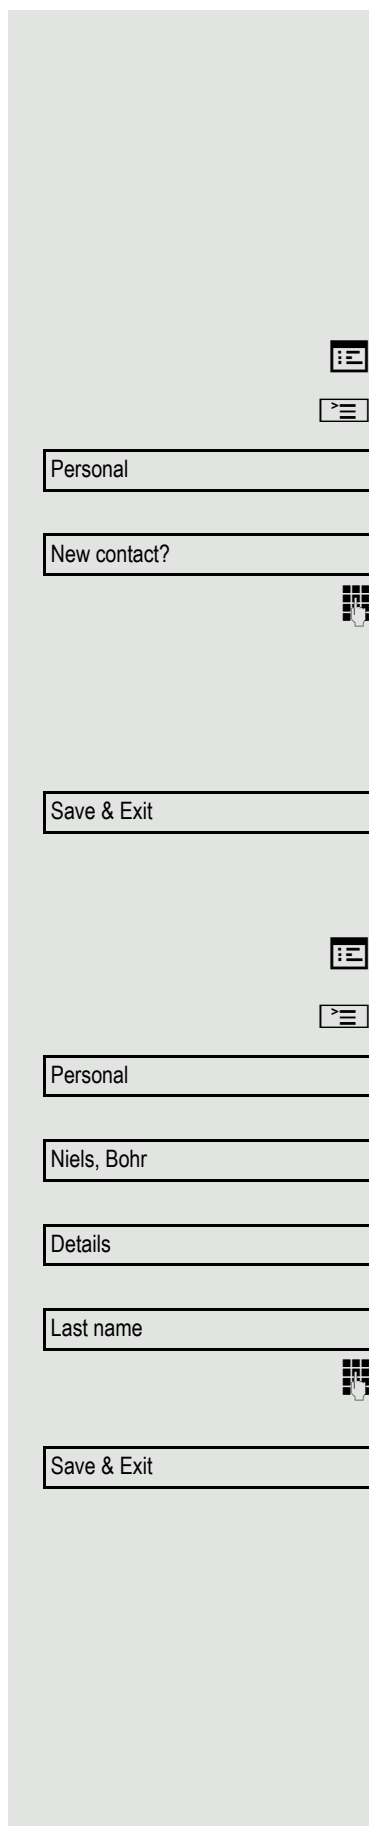 Personal
New contact?
Save & Exit
Personal
Niels, Bohr
Details
Last name
Save & Exit